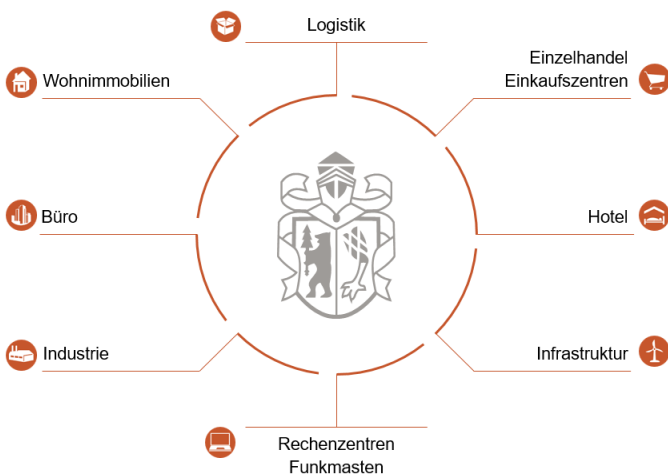 Logistik
Einzelhandel
Einkaufszentren
Wohnimmobilien
Büro
Hotel
Industrie
Infrastruktur
Rechenzentren
Funkmasten